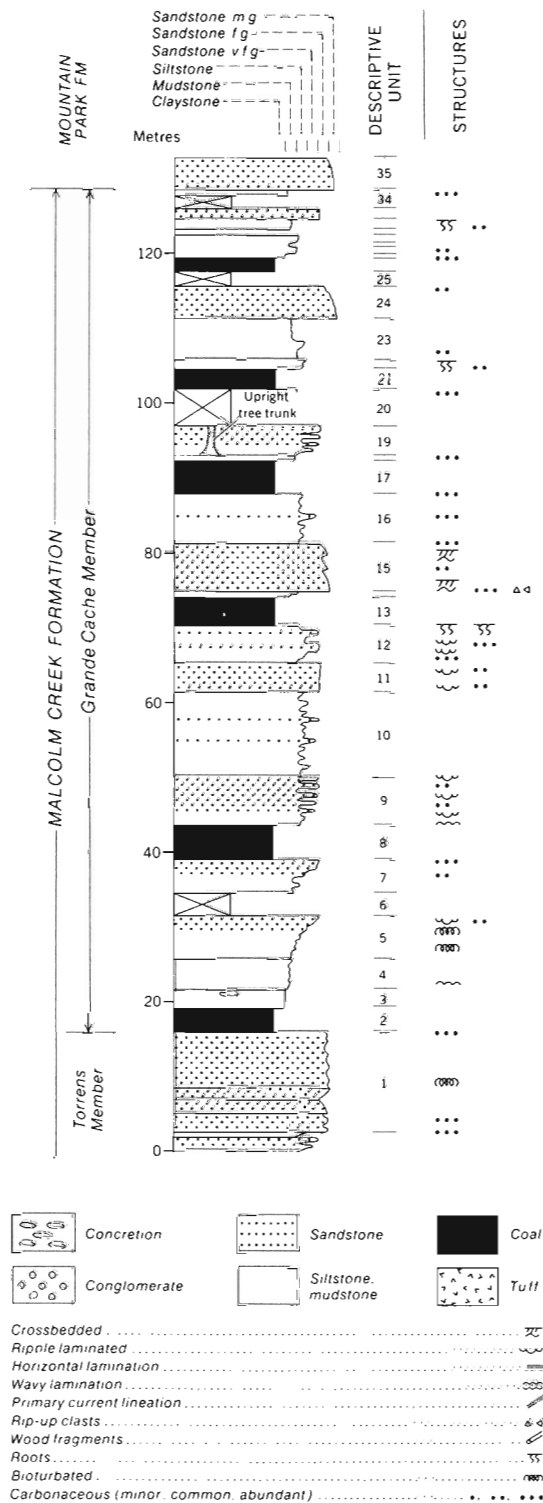 Sandstone mg
Sandstone fg
Sandstone vfg
Siltstone
Mudstone
Claystone
Metres
DESCRIPTIVE UNIT
STRUCTURES
MOUNTAIN PARK FM
MALCOLM CREEK FORMATION
Grande Cache Member
Torrens Member
35
34
120
25
24
23
21
100
20
Upright
tree trunk
19
17
16
80
15
13
12
11
60
10
9
40
8
7
6
5
4
20
3
2
1
0
Concretion
Sandstone
Coal
Conglomerate
Siltstone, mudstone
Tuff
Crossbedded
Ripple laminated
Horizontal lamination
Wavy lamination
Primary current lineation
Rip-up clasts
Wood fragments
Roots
Bioturbated
Carbonaceous (minor, common, abundant)